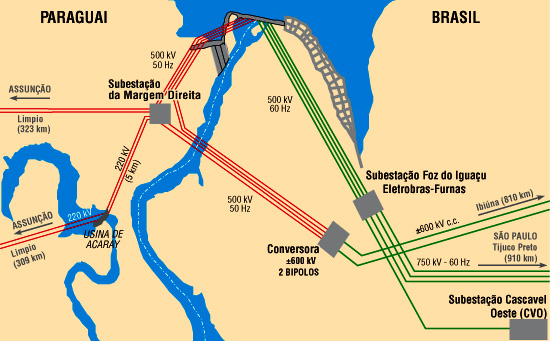 PARAGUAI
BRASIL
500 kV
50 Hz
ASSUNÇÃO
Subestação
da Margem Direita
Limpio
(323 km)
220 kV
(5 km)
500 kV
60 Hz
Subestação Foz do Iguaçu
Eletrobras-Furnas
500 kV
50 Hz
ASSUNÇÃO
220 kV
USINA DE
ACARAY
Limpio
(309 km)
Conversora
±600 kV
2 BIPOLOS
±600 kV c.c.
Ibiúna (810 km)
SÃO PAULO
Tijuco Preto
(910 km)
750 kV - 60 Hz
Subestação Cascavel
Oeste (CVO)